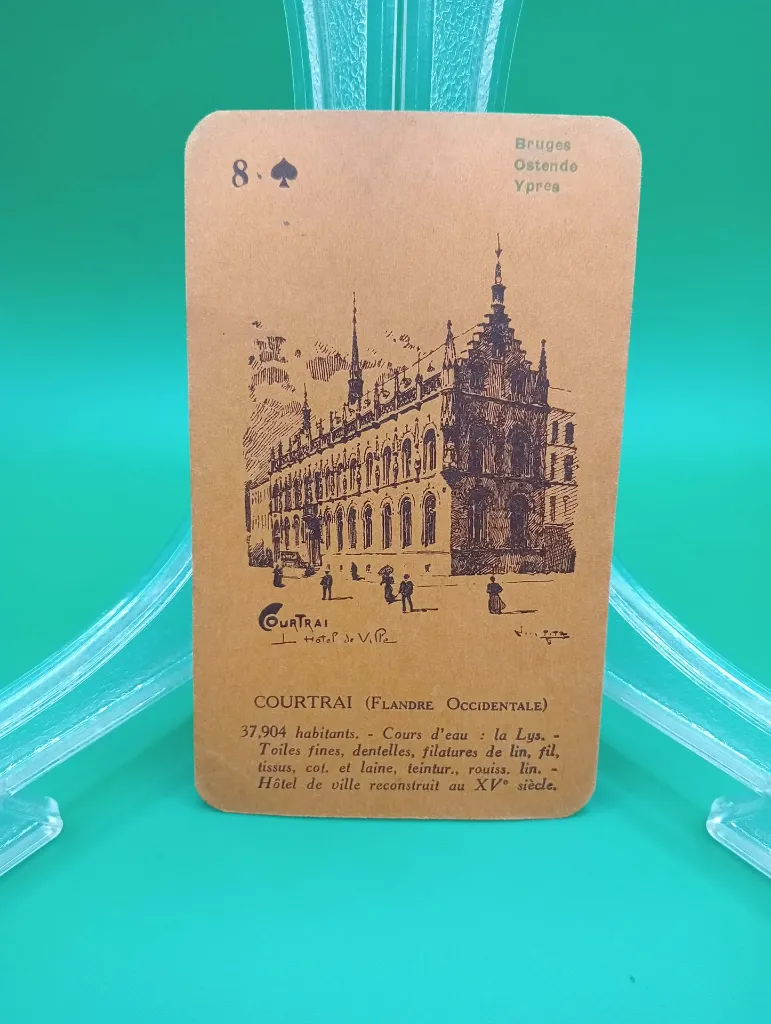 8 ♠
Bruges
Ostende
Ypres
COURTRAI
L'Hotel de Ville
COURTRAI (FLANDRE OCCIDENTALE)
37,904 habitants. - Cours d'eau : la Lys. -
Toiles fines, dentelles, filatures de lin, fil,
tissus, cot. et laine, teintur., rouiss. lin. -
Hôtel de ville reconstruit au XVᵉ siècle.